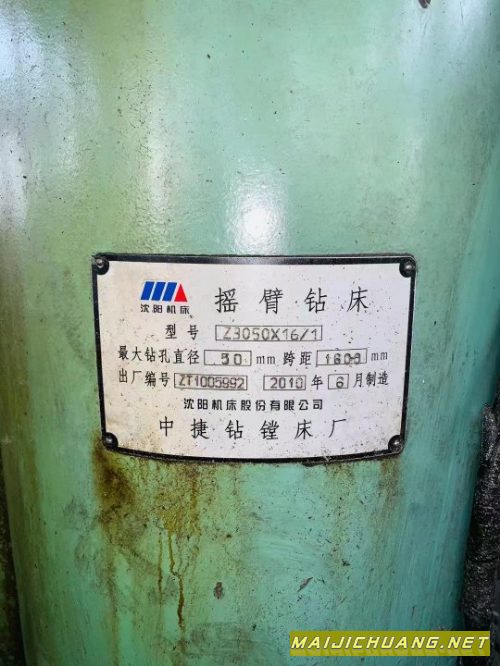 沈阳机床
摇臂钻床
型号 Z3050X16/1
最大钻孔直径 50 mm 跨距 1600 mm
出厂编号 ZT1005992 2010 年 6 月制造
沈阳机床股份有限公司
中捷钻镗床厂
MAIJICHUANG.NET